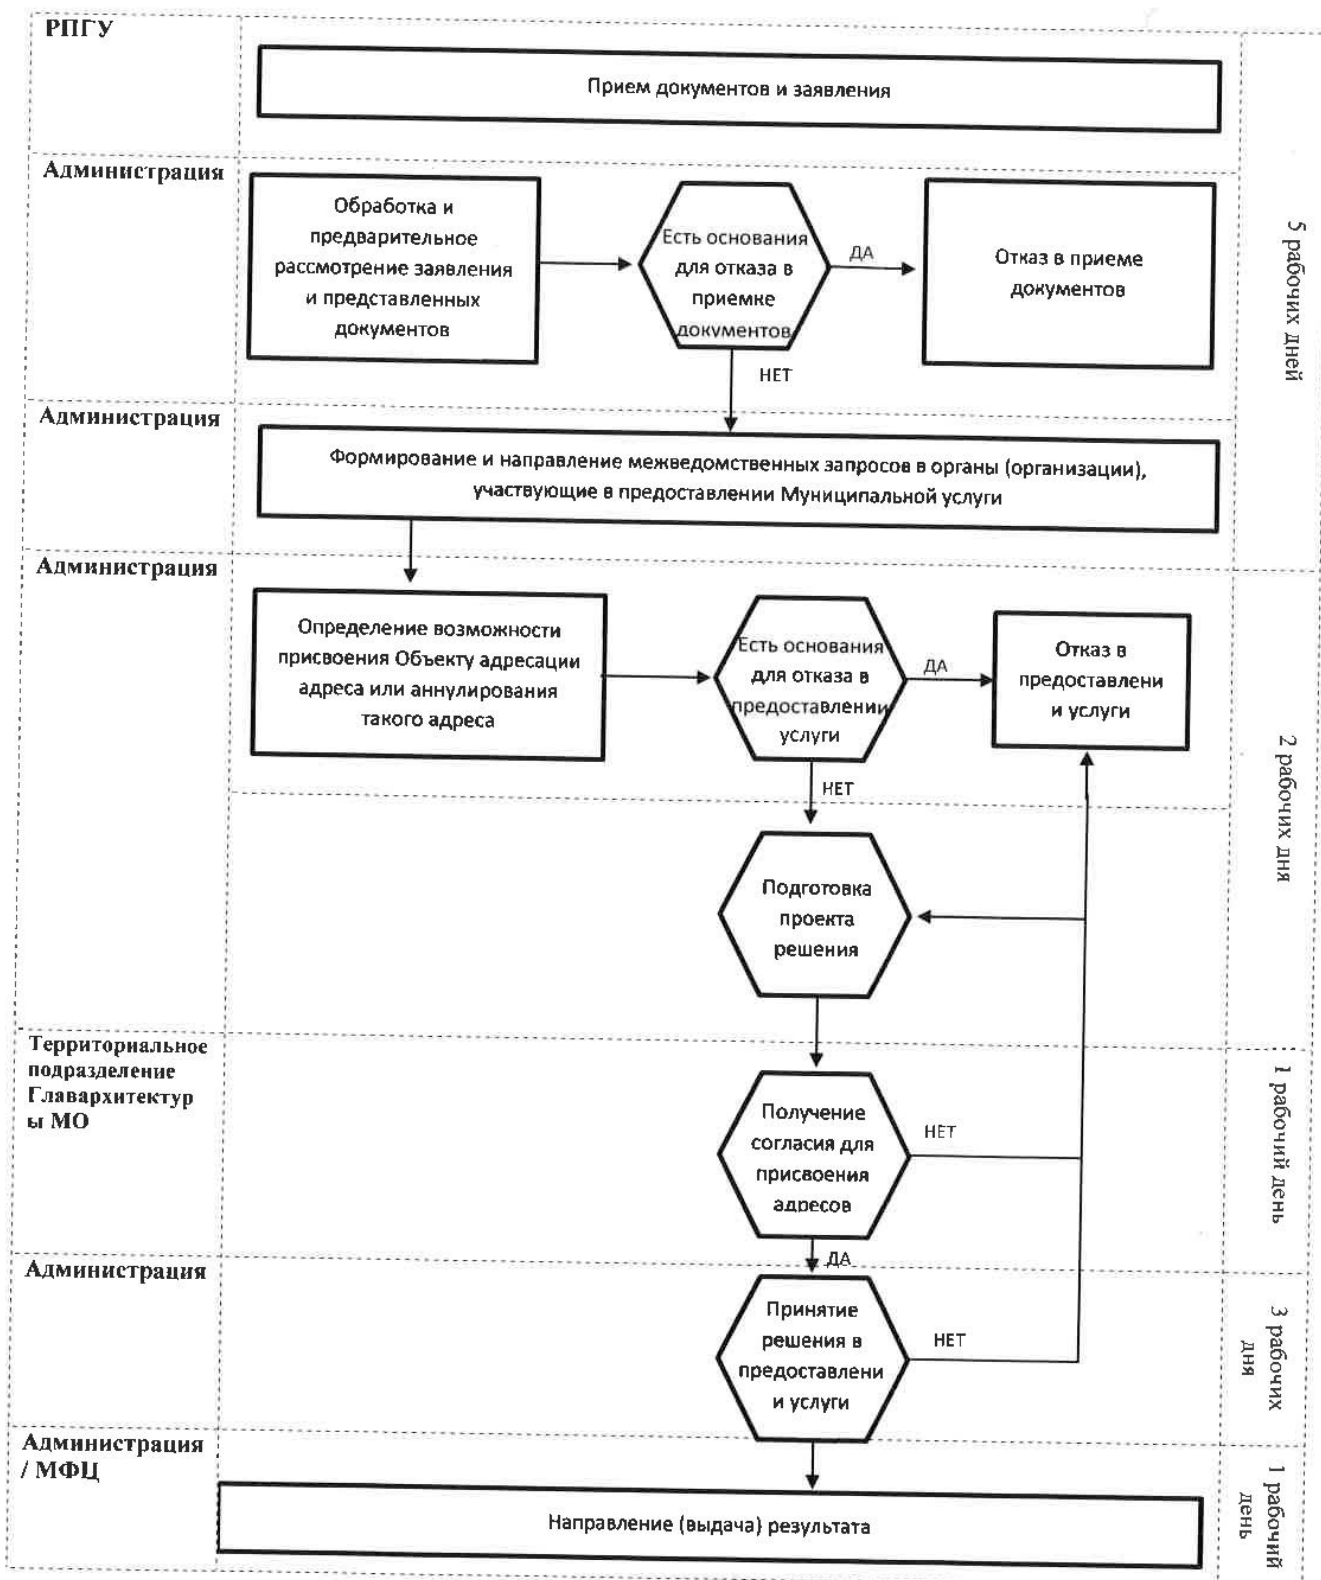 РПГУ
Прием документов и заявления
Администрация
Обработка и
предварительное
рассмотрение заявления
и представленных
документов
Есть основания
для отказа в
приемке
документов
ДА
Отказ в приеме
документов
НЕТ
5 рабочих дней
Администрация
Формирование и направление межведомственных запросов в органы (организации),
участвующие в предоставлении Муниципальной услуги
Администрация
Определение возможности
присвоения Объекту адресации
адреса или аннулирования
такого адреса
Есть основания
для отказа в
предоставлении
услуги
ДА
Отказ в
предоставлени
и услуги
НЕТ
2 рабочих дня
Подготовка
проекта
решения
Территориальное
подразделение
Главархитектур
ы МО
Получение
согласия для
присвоения
адресов
НЕТ
1 рабочий день
ДА
Администрация
Принятие
решения в
предоставлени
и услуги
НЕТ
3 рабочих
дня
Администрация
/ МФЦ
Направление (выдача) результата
1 рабочий
день